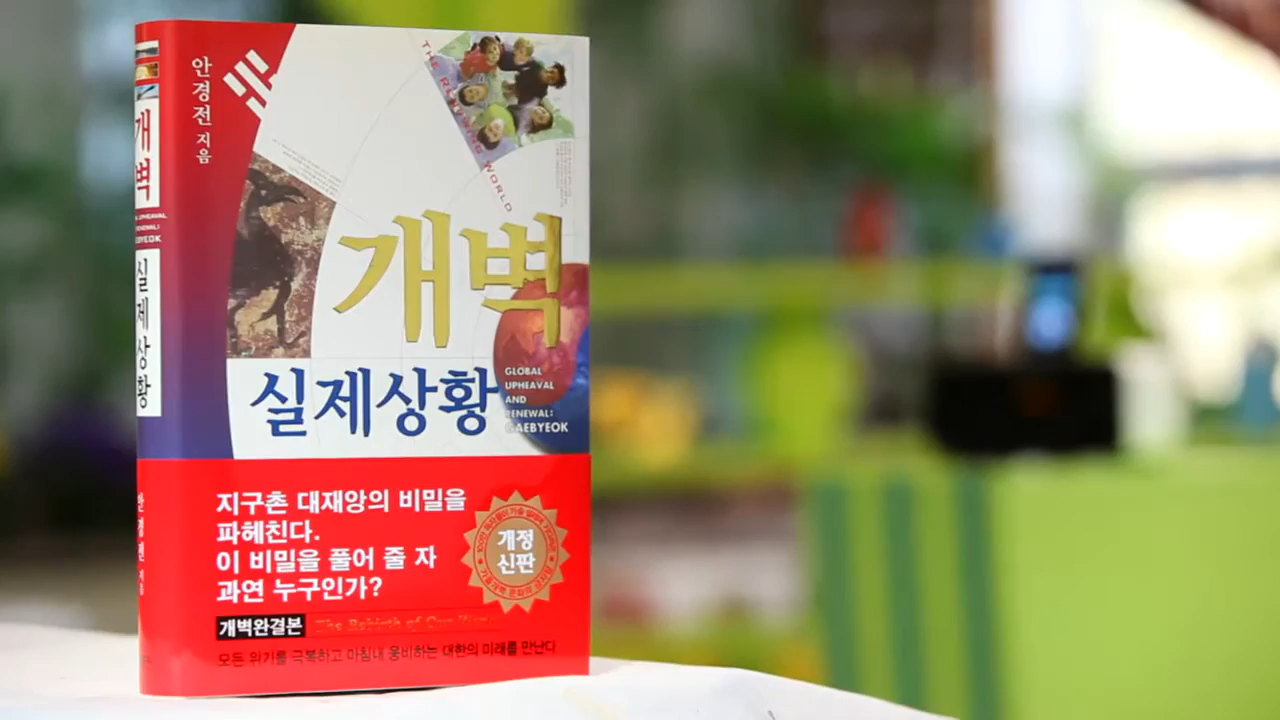 안경전 지음
THE REVIVING WORLD
개벽
실제상황
GLOBAL
UPHEAVAL
AND
RENEWAL:
GAEBYEOK
개벽
UPHEAVAL
RENEWAL:
실제상황
안경전 지음
지구촌 대재앙의 비밀을
파헤친다.
이 비밀을 풀어 줄 자
과연 누구인가?
개정
신판
개벽완결본
The Rebirth of Our
모든 위기를 극복하고 마침내 웅비하는 대한의 미래를 만난다